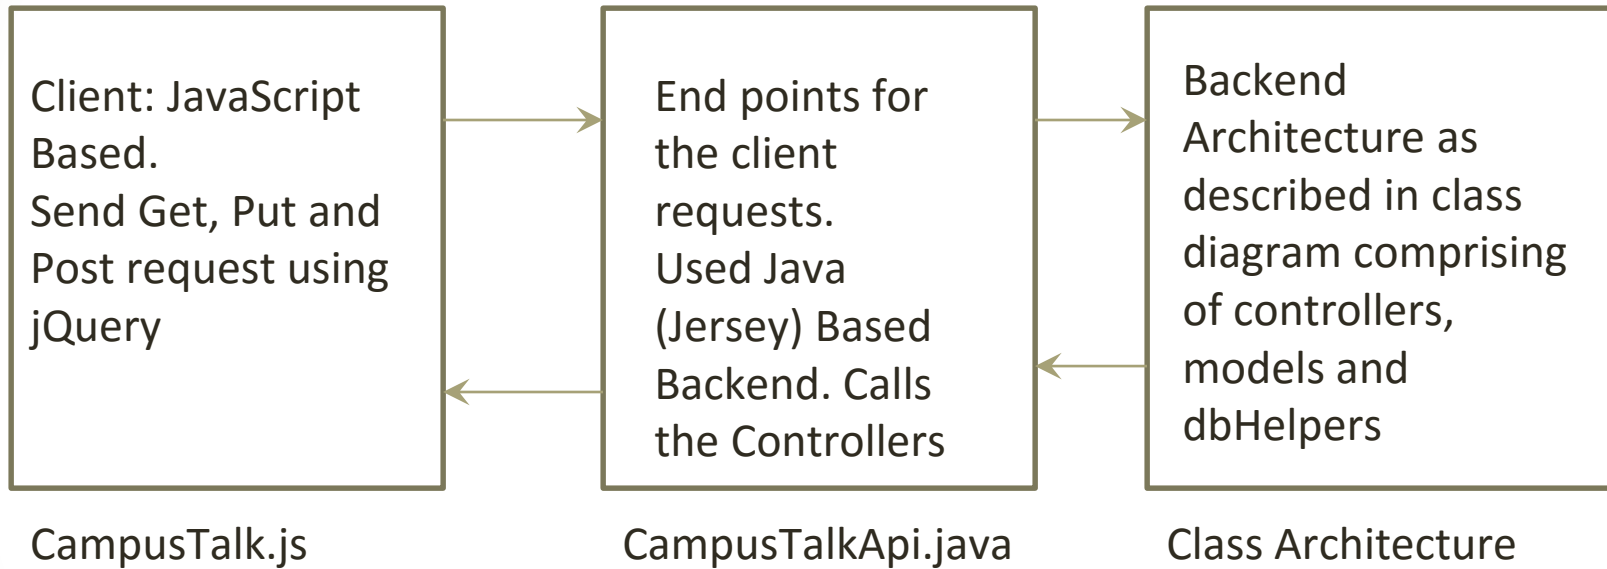 Client: JavaScript
Based.
Send Get, Put and
Post request using
jQuery
End points for
the client
requests.
Used Java
(Jersey) Based
Backend. Calls
the Controllers
Backend
Architecture as
described in class
diagram comprising
of controllers,
models and
dbHelpers
CampusTalk.js
CampusTalkApi.java
Class Architecture